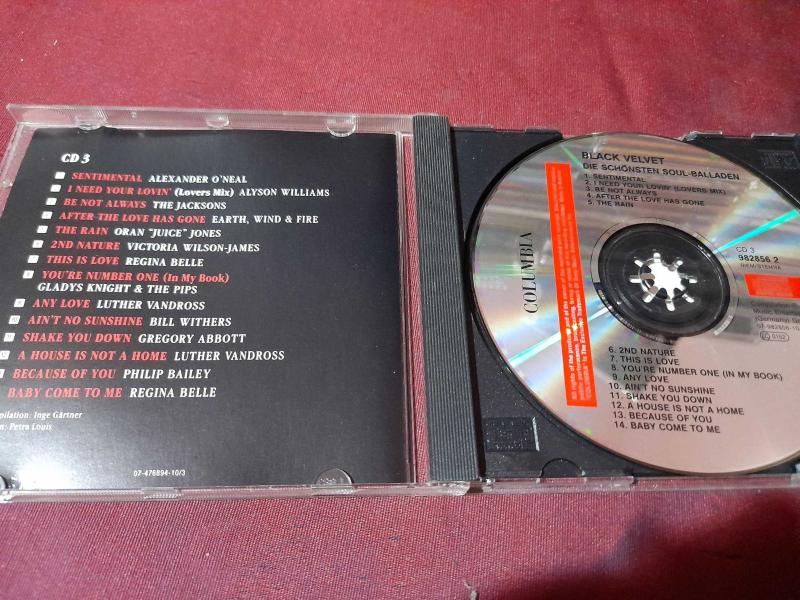 CD 3
SENTIMENTAL ALEXANDER O'NEAL
I NEED YOUR LOVIN' (Lovers Mix) ALYSON WILLIAMS
BE NOT ALWAYS THE JACKSONS
AFTER THE LOVE HAS GONE EARTH, WIND & FIRE
THE RAIN ORAN "JUICE" JONES
2ND NATURE VICTORIA WILSON-JAMES
THIS IS LOVE REGINA BELLE
YOU'RE NUMBER ONE (In My Book)
GLADYS KNIGHT & THE PIPS
ANY LOVE LUTHER VANDROSS
AIN'T NO SUNSHINE BILL WITHERS
SHAKE YOU DOWN GREGORY ABBOTT
A HOUSE IS NOT A HOME LUTHER VANDROSS
BECAUSE OF YOU PHILIP BAILEY
BABY COME TO ME REGINA BELLE
pilation: Inge Gärtner
n: Petra Louis
07-476894-10/3
BLACK VELVET
DIE SCHÖNSTEN SOUL-BALLADEN
1. SENTIMENTAL
2. I NEED YOUR LOVIN' (LOVERS MIX)
3. BE NOT ALWAYS
4. AFTER THE LOVE HAS GONE
5. THE RAIN
COLUMBIA
CD 3
982856 2
BIEM/STEMRA
6. 2ND NATURE
7. THIS IS LOVE
8. YOU'RE NUMBER ONE (IN MY BOOK)
9. ANY LOVE
10. AIN'T NO SUNSHINE
11. SHAKE YOU DOWN
12. A HOUSE IS NOT A HOME
13. BECAUSE OF YOU
14. BABY COME TO ME